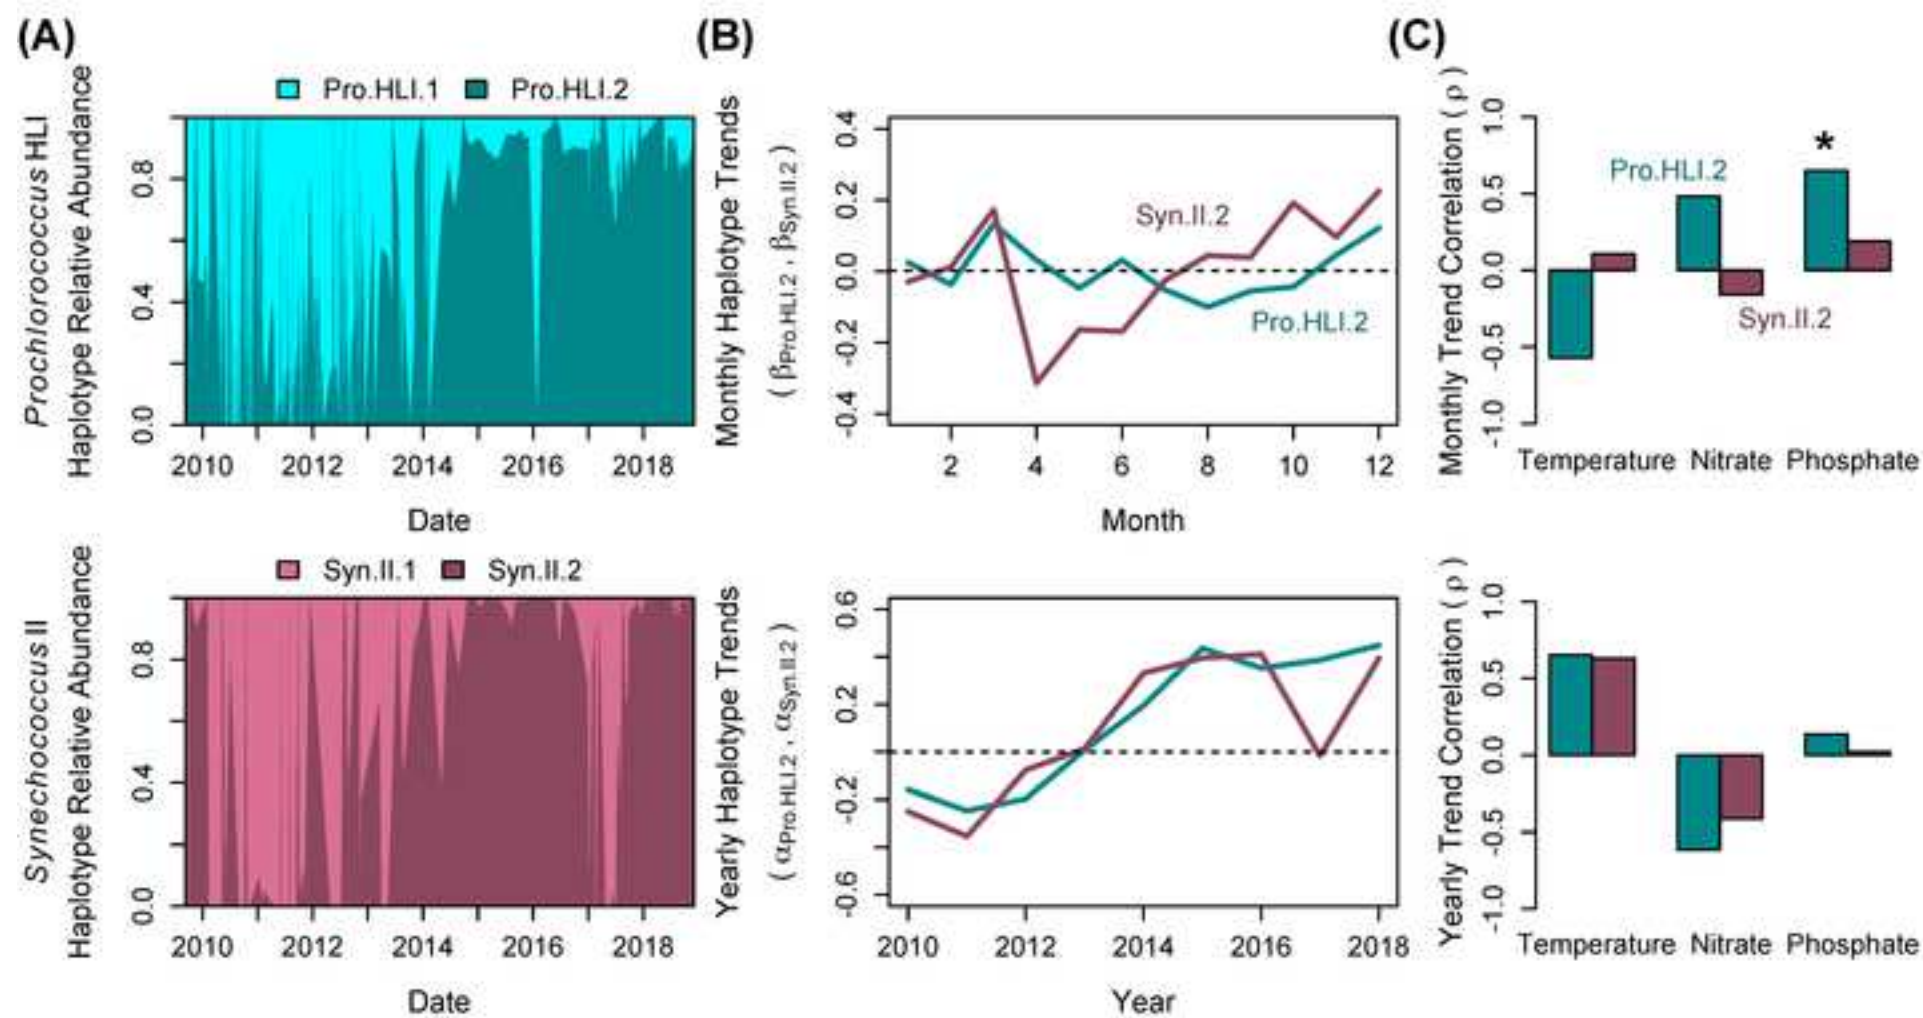 (A)
Prochlorococcus HLI
Haplotype Relative Abundance
Pro.HLI.1 Pro.HLI.2
0.0 0.4 0.8
2010 2012 2014 2016 2018
Date
Synechococcus II
Haplotype Relative Abundance
Syn.II.1 Syn.II.2
0.0 0.4 0.8
2010 2012 2014 2016 2018
Date
(B)
Monthly Haplotype Trends
( βPro.HLI.2 , βSyn.II.2 )
-0.4 -0.2 0.0 0.2 0.4
Syn.II.2
Pro.HLI.2
2 4 6 8 10 12
Month
Yearly Haplotype Trends
( αPro.HLI.2 , αSyn.II.2 )
-0.6 -0.2 0.2 0.6
2010 2012 2014 2016 2018
Year
(C)
Monthly Trend Correlation ( ρ )
-1.0 -0.5 0.0 0.5 1.0
*
Pro.HLI.2
Syn.II.2
Temperature Nitrate Phosphate
Yearly Trend Correlation ( ρ )
-1.0 -0.5 0.0 0.5 1.0
Temperature Nitrate Phosphate